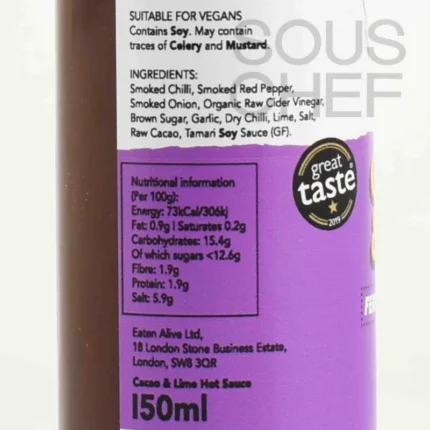 SOUS
CHEF
SUITABLE FOR VEGANS
Contains Soy. May contain
traces of Celery and Mustard.
INGREDIENTS:
Smoked Chilli, Smoked Red Pepper,
Smoked Onion, Organic Raw Cider Vinegar,
Brown Sugar, Garlic, Dry Chilli, Lime, Salt,
Raw Cacao, Tamari Soy Sauce (GF).
great
taste
2019
Nutritional information
(Per 100g):
Energy: 73kCal/306kj
Fat: 0.9g | Saturates 0.2g
Carbohydrates: 15.4g
Of which sugars <12.6g
Fibre: 1.9g
Protein: 1.9g
Salt: 5.9g
Eaten Alive Ltd,
18 London Stone Business Estate,
London, SW8 3QR
Cacao & Lime Hot Sauce
150ml